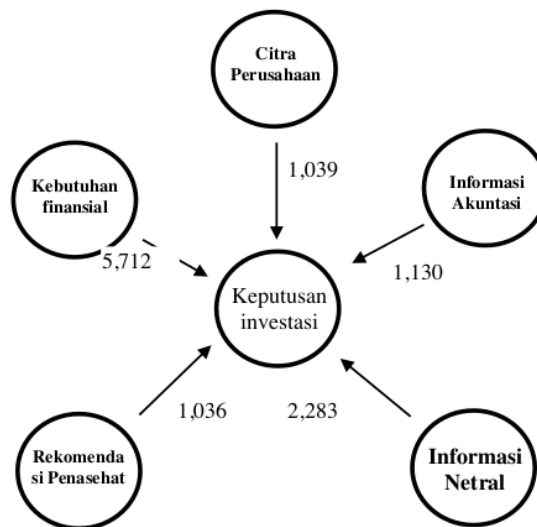 Citra
Perusahaan
1,039
Kebutuhan
finansial
5,712
Informasi
Akuntasi
1,130
Keputusan
investasi
1,036
2,283
Rekomenda
si Penasehat
Informasi
Netral